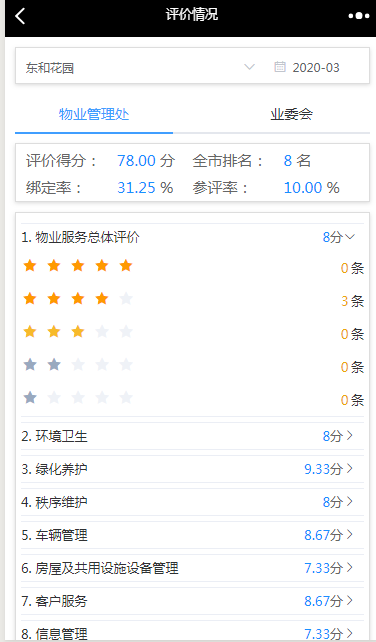 评价情况
东和花园 2020-03
物业管理处 业委会
评价得分： 78.00 分 全市排名： 8 名
绑定率： 31.25 % 参评率： 10.00 %
1. 物业服务总体评价 8分
0 条
3 条
0 条
0 条
0 条
2. 环境卫生 8分
3. 绿化养护 9.33分
4. 秩序维护 8分
5. 车辆管理 8.67分
6. 房屋及共用设施设备管理 7.33分
7. 客户服务 8.67分
8. 信息管理 7.33分